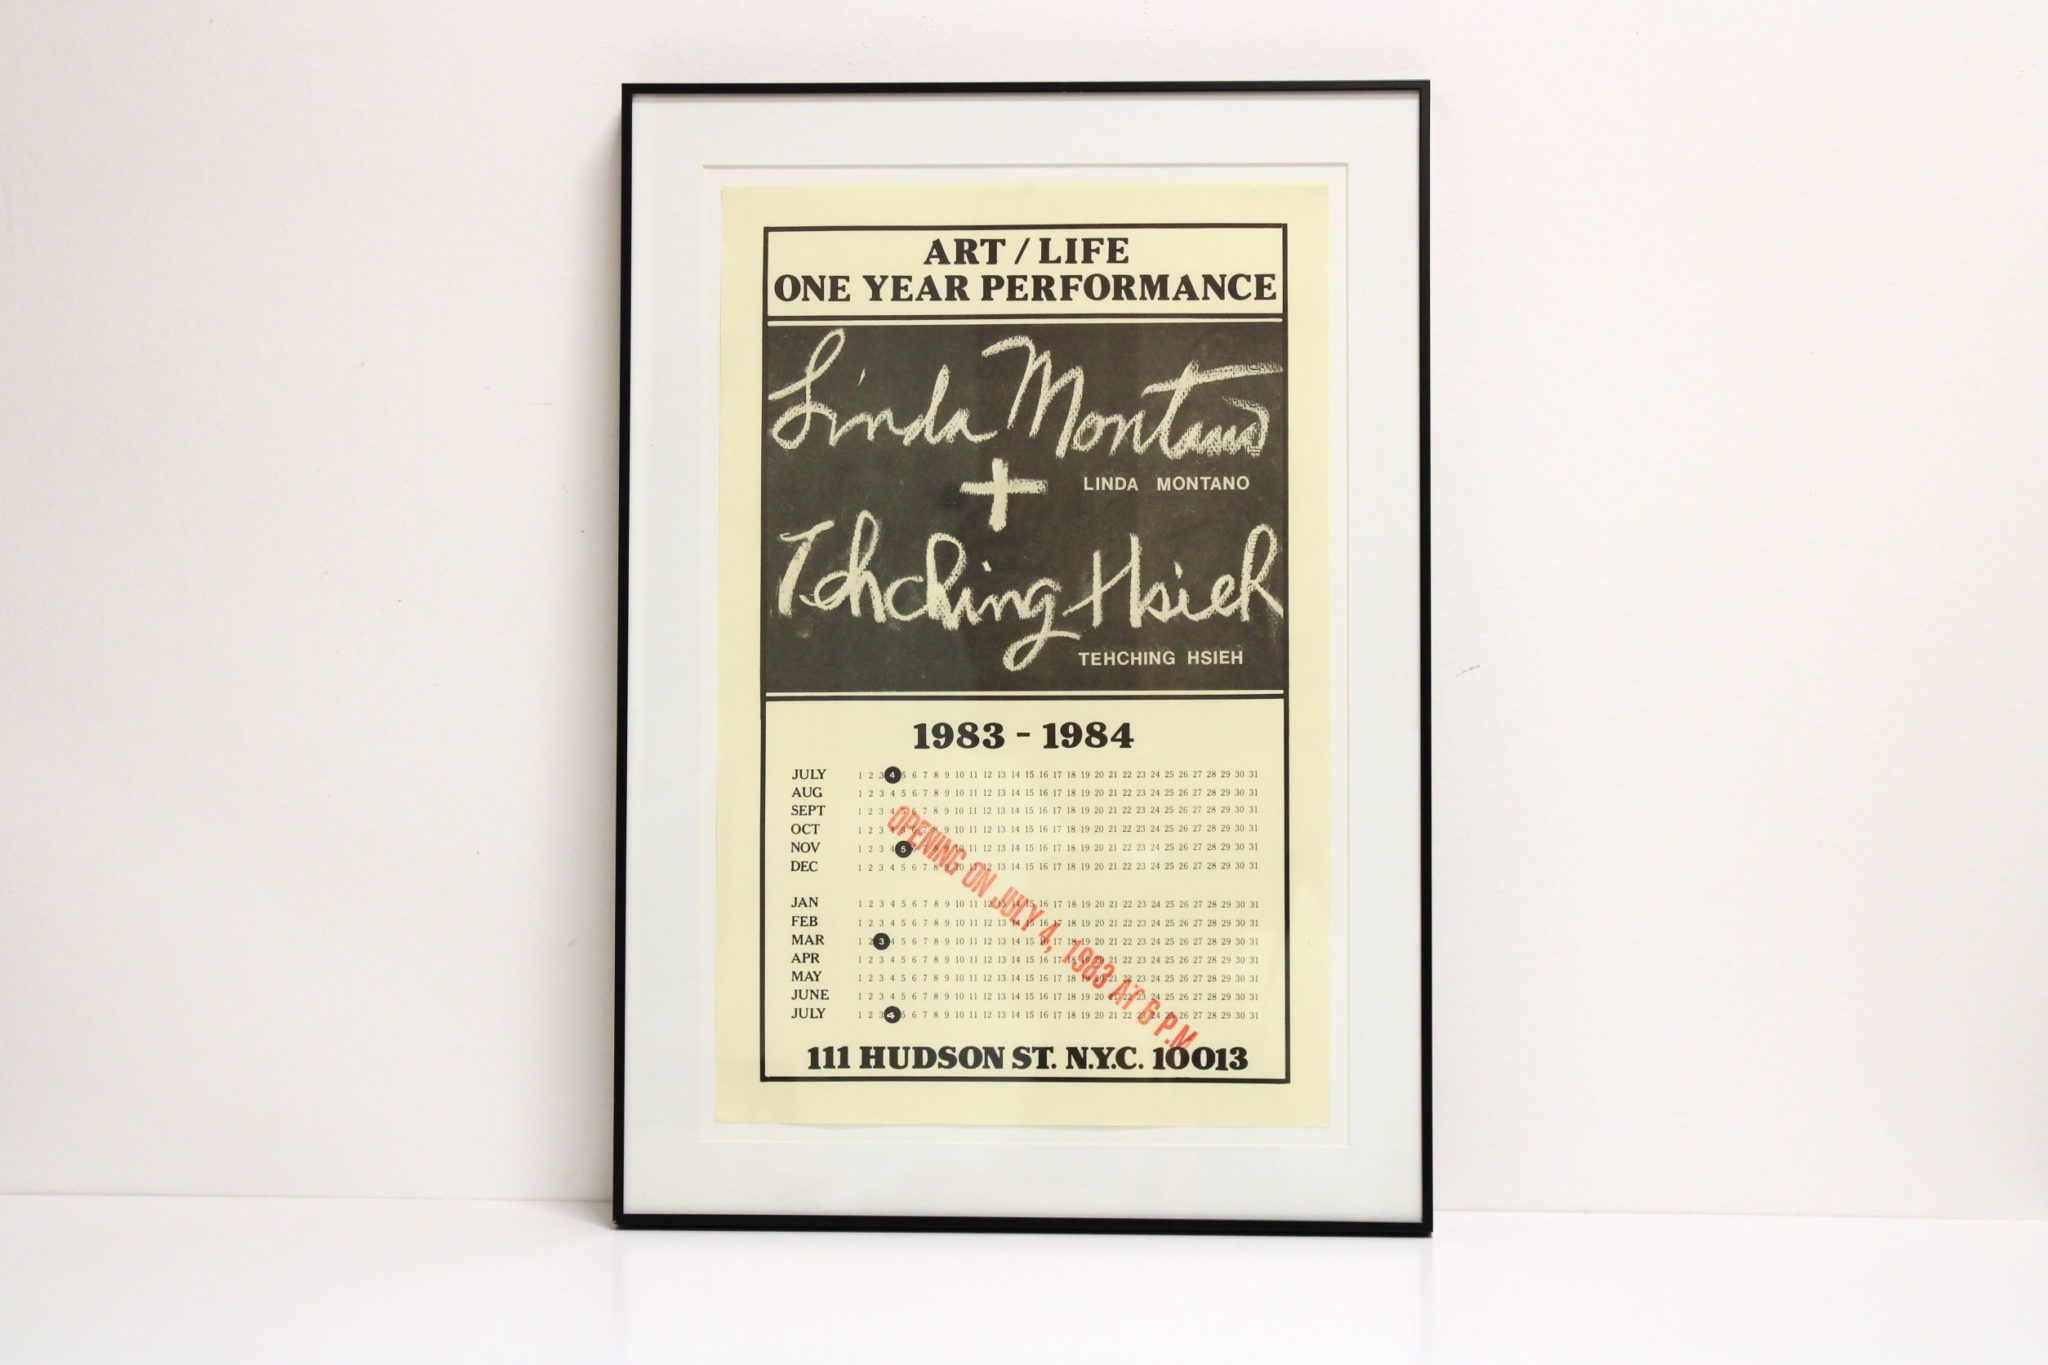 ART / LIFE
ONE YEAR PERFORMANCE
Linda Montano
+
LINDA MONTANO
Tehching Hsieh
TEHCHING HSIEH
1983 - 1984
JULY 1 2 3 4 5 6 7 8 9 10 11 12 13 14 15 16 17 18 19 20 21 22 23 24 25 26 27 28 29 30 31
AUG 1 2 3 4 5 6 7 8 9 10 11 12 13 14 15 16 17 18 19 20 21 22 23 24 25 26 27 28 29 30 31
SEPT 1 2 3 4 5 6 7 8 9 10 11 12 13 14 15 16 17 18 19 20 21 22 23 24 25 26 27 28 29 30 31
OCT 1 2 3 4 5 6 7 8 9 10 11 12 13 14 15 16 17 18 19 20 21 22 23 24 25 26 27 28 29 30 31
NOV 1 2 3 4 5 6 7 8 9 10 11 12 13 14 15 16 17 18 19 20 21 22 23 24 25 26 27 28 29 30 31
DEC 1 2 3 4 5 6 7 8 9 10 11 12 13 14 15 16 17 18 19 20 21 22 23 24 25 26 27 28 29 30 31
JAN 1 2 3 4 5 6 7 8 9 10 11 12 13 14 15 16 17 18 19 20 21 22 23 24 25 26 27 28 29 30 31
FEB 1 2 3 4 5 6 7 8 9 10 11 12 13 14 15 16 17 18 19 20 21 22 23 24 25 26 27 28 29 30 31
MAR 1 2 3 4 5 6 7 8 9 10 11 12 13 14 15 16 17 18 19 20 21 22 23 24 25 26 27 28 29 30 31
APR 1 2 3 4 5 6 7 8 9 10 11 12 13 14 15 16 17 18 19 20 21 22 23 24 25 26 27 28 29 30 31
MAY 1 2 3 4 5 6 7 8 9 10 11 12 13 14 15 16 17 18 19 20 21 22 23 24 25 26 27 28 29 30 31
JUNE 1 2 3 4 5 6 7 8 9 10 11 12 13 14 15 16 17 18 19 20 21 22 23 24 25 26 27 28 29 30 31
JULY 1 2 3 4 5 6 7 8 9 10 11 12 13 14 15 16 17 18 19 20 21 22 23 24 25 26 27 28 29 30 31
OPENING ON JULY 4, 1983 AT 6 P.M
111 HUDSON ST. N.Y.C. 10013